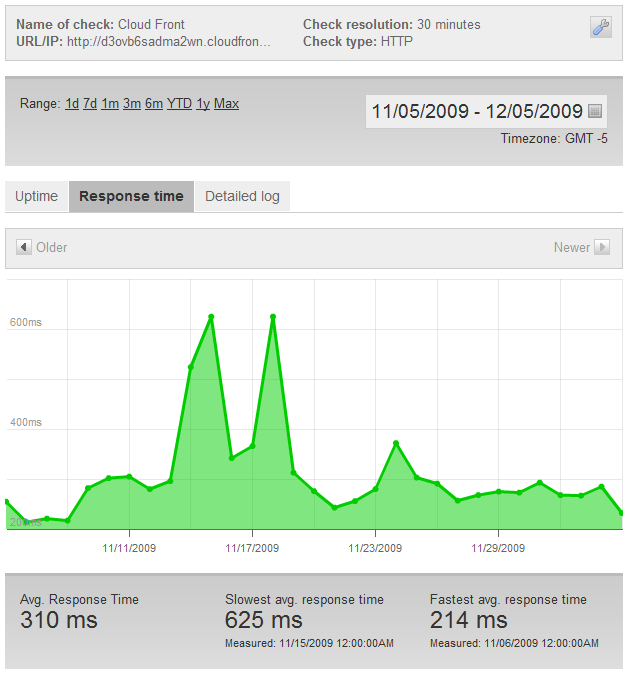 Name of check: Cloud Front
Check resolution: 30 minutes
URL/IP: http://d3ovb6sadma2wn.cloudfron...
Check type: HTTP
Range: 1d 7d 1m 3m 6m YTD 1y Max
11/05/2009 - 12/05/2009
Timezone: GMT -5
Uptime
Response time
Detailed log
Older
Newer
600ms
400ms
200ms
11/11/2009
11/17/2009
11/23/2009
11/29/2009
Avg. Response Time
310 ms
Slowest avg. response time
625 ms
Measured: 11/15/2009 12:00:00AM
Fastest avg. response time
214 ms
Measured: 11/06/2009 12:00:00AM